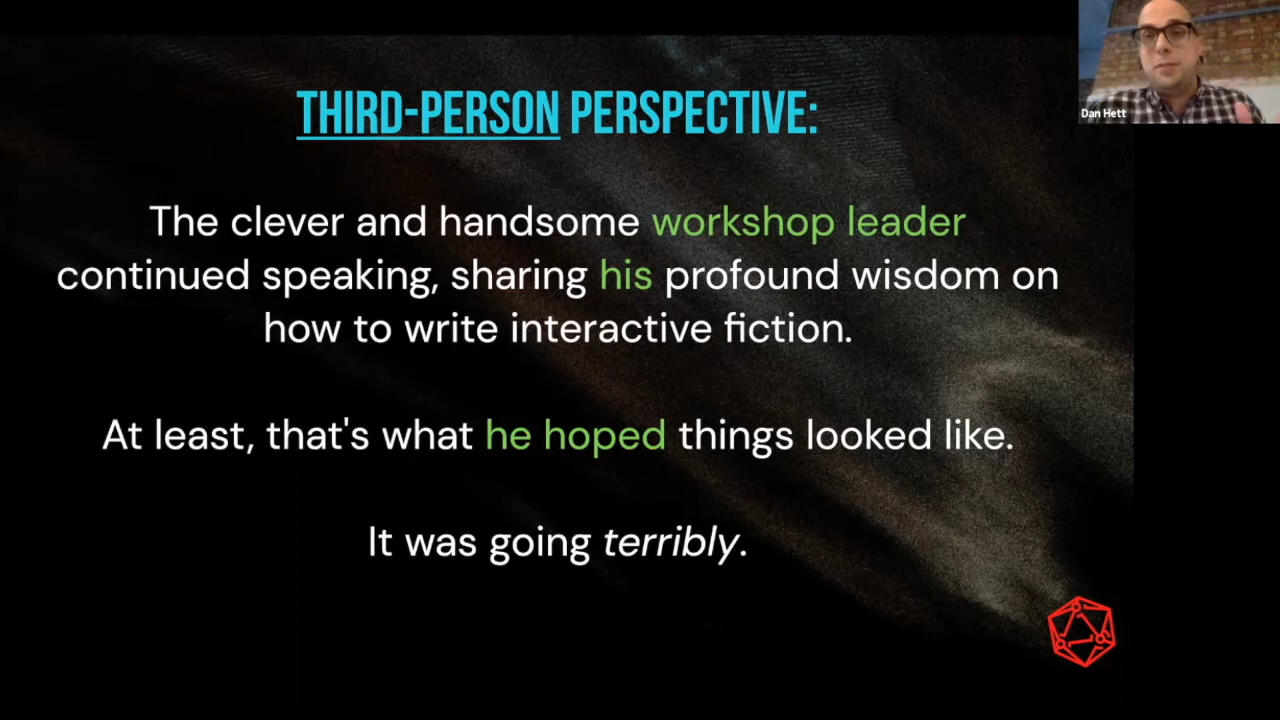 THIRD-PERSON PERSPECTIVE:
Dan Hett
The clever and handsome workshop leader
continued speaking, sharing his profound wisdom on
how to write interactive fiction.
At least, that's what he hoped things looked like.
It was going terribly.